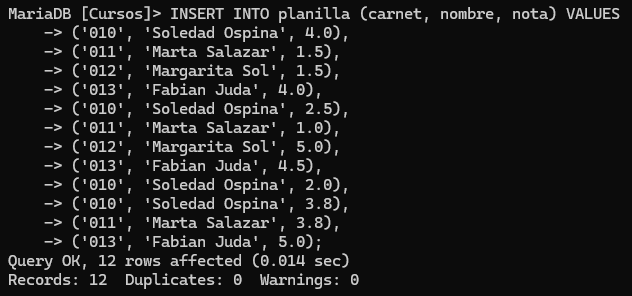 MariaDB [Cursos]> INSERT INTO planilla (carnet, nombre, nota) VALUES
    -> ('010', 'Soledad Ospina', 4.0),
    -> ('011', 'Marta Salazar', 1.5),
    -> ('012', 'Margarita Sol', 1.5),
    -> ('013', 'Fabian Juda', 4.0),
    -> ('010', 'Soledad Ospina', 2.5),
    -> ('011', 'Marta Salazar', 1.0),
    -> ('012', 'Margarita Sol', 5.0),
    -> ('013', 'Fabian Juda', 4.5),
    -> ('010', 'Soledad Ospina', 2.0),
    -> ('010', 'Soledad Ospina', 3.8),
    -> ('011', 'Marta Salazar', 3.8),
    -> ('013', 'Fabian Juda', 5.0);
Query OK, 12 rows affected (0.014 sec)
Records: 12  Duplicates: 0  Warnings: 0